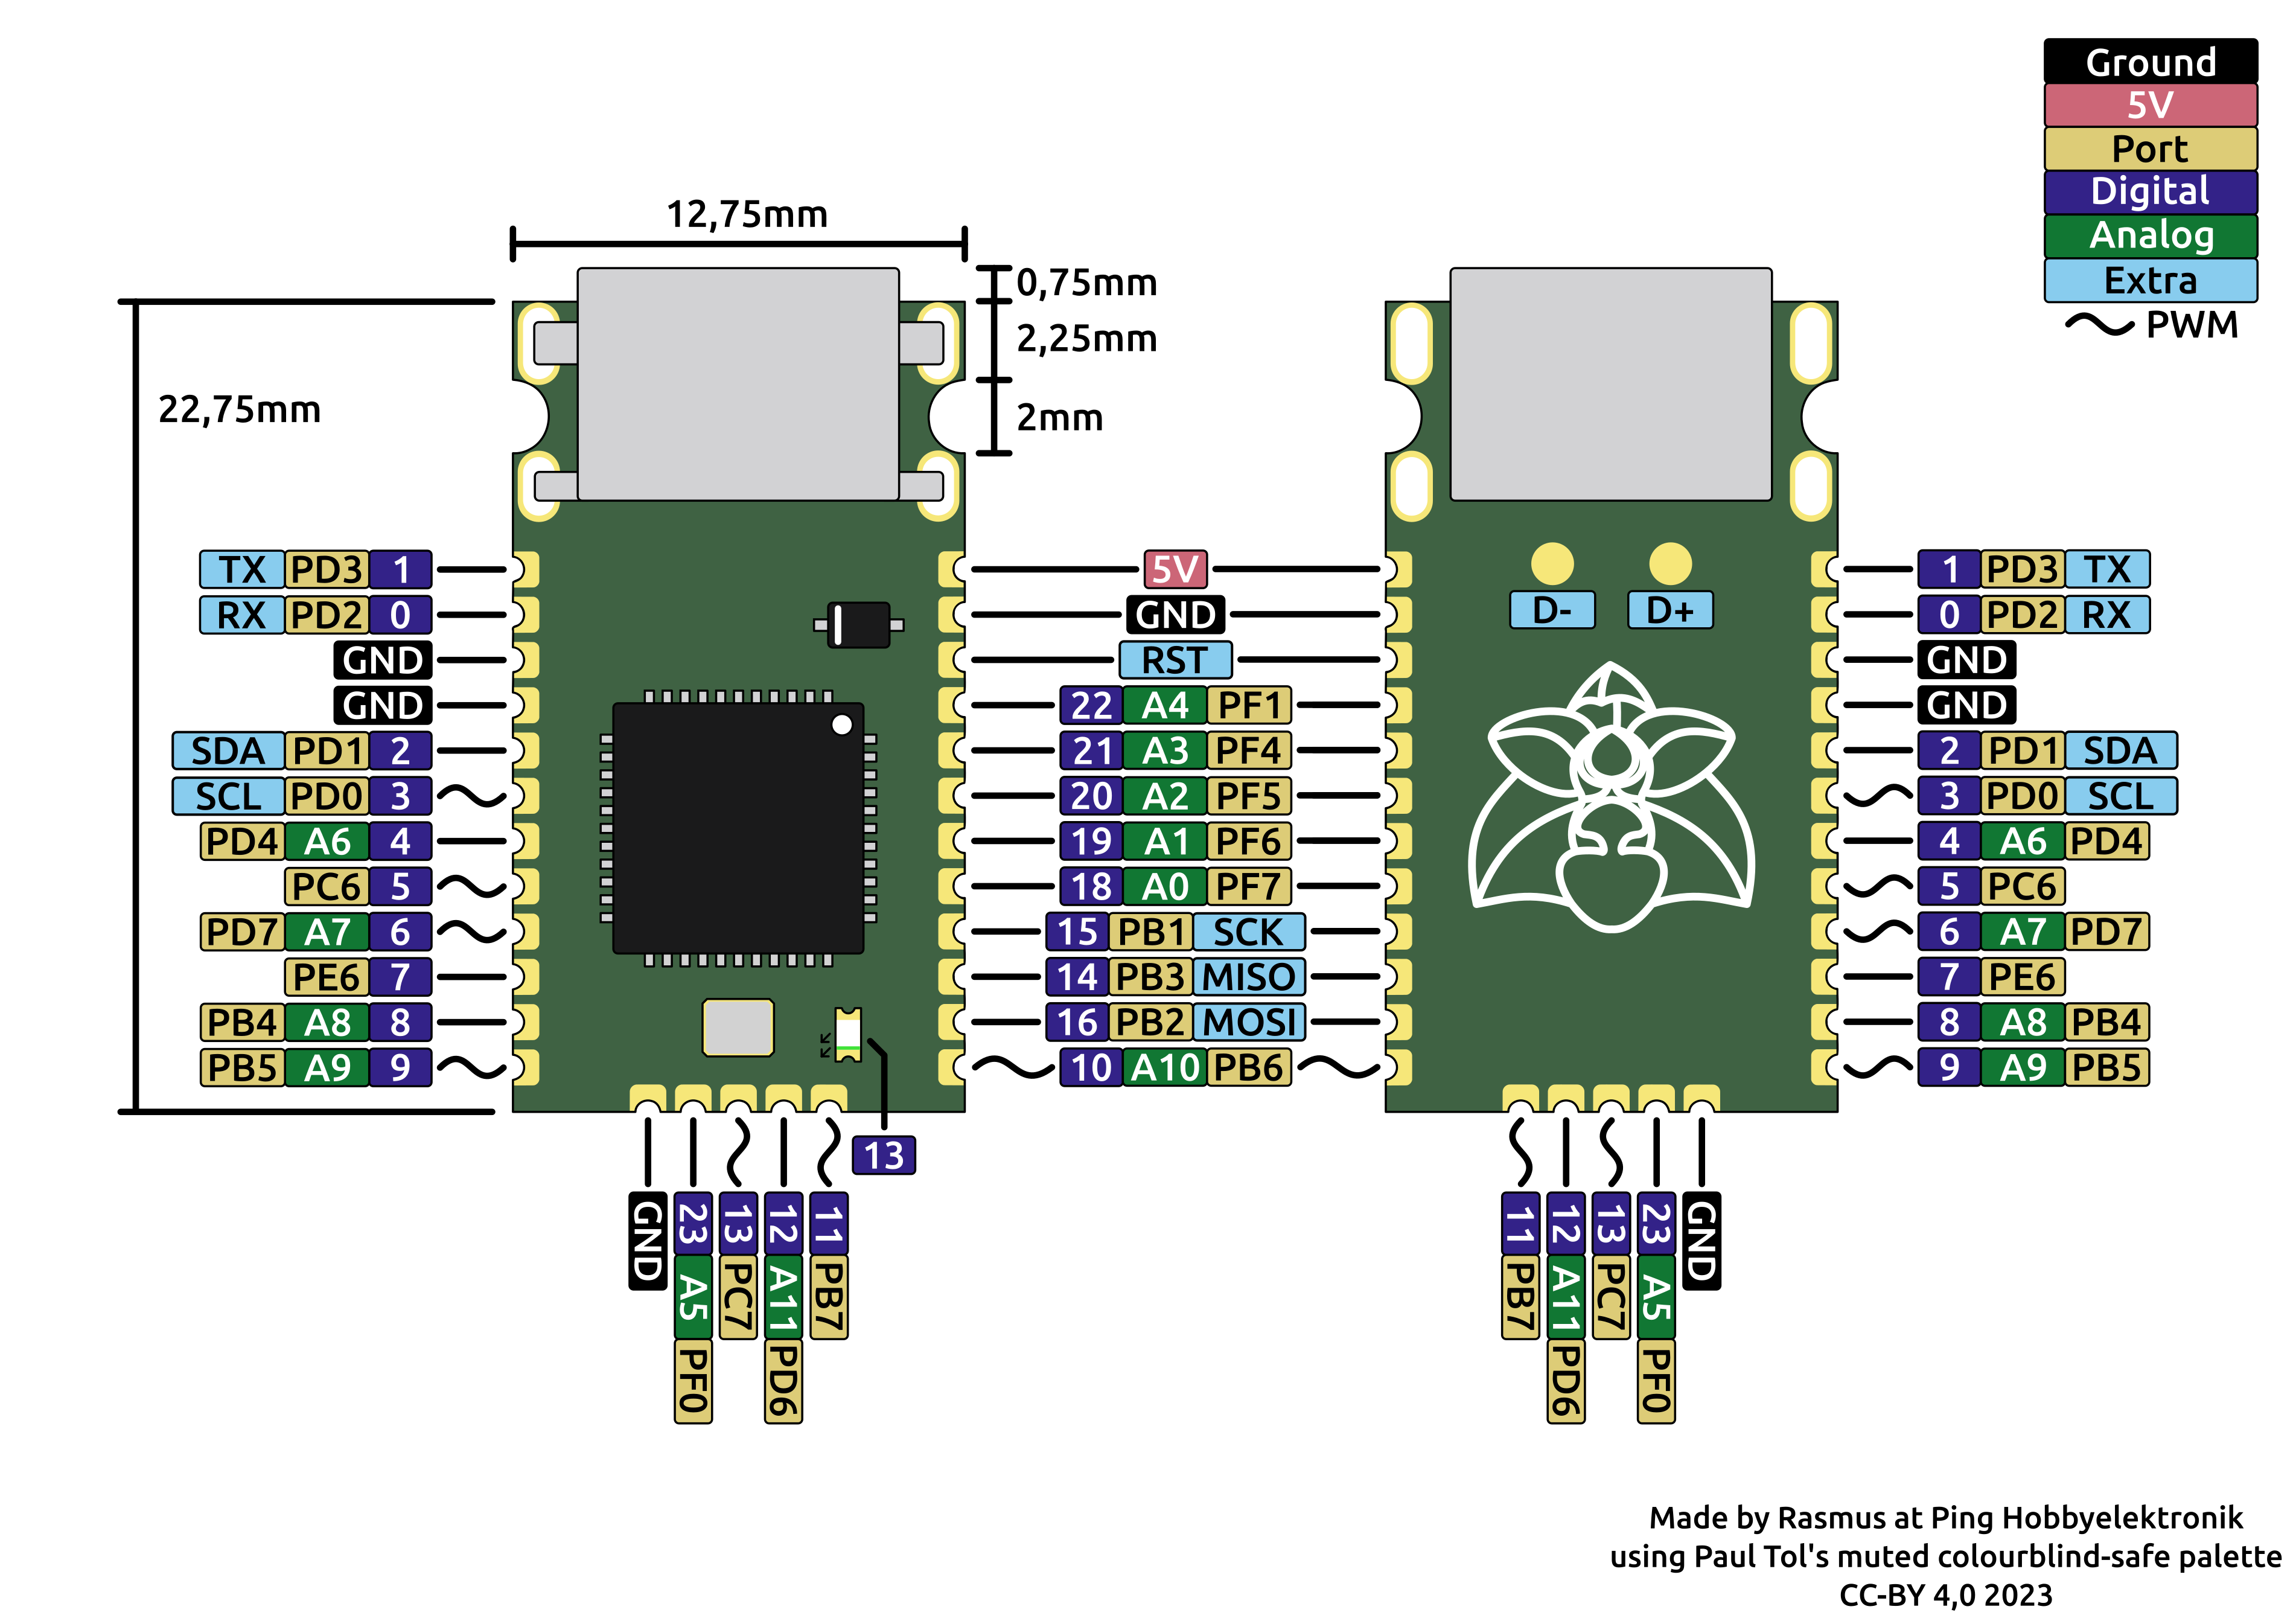 Ground
5V
Port
Digital
Analog
Extra
PWM
12,75mm
0,75mm
2,25mm
2mm
22,75mm
TX PD3 1
RX PD2 0
GND
GND
SDA PD1 2
SCL PD0 3
PD4 A6 4
PC6 5
PD7 A7 6
PE6 7
PB4 A8 8
PB5 A9 9
5V
GND
RST
22 A4 PF1
21 A3 PF4
20 A2 PF5
19 A1 PF6
18 A0 PF7
15 PB1 SCK
14 PB3 MISO
16 PB2 MOSI
10 A10 PB6
D- D+
1 PD3 TX
0 PD2 RX
GND
GND
2 PD1 SDA
3 PD0 SCL
4 A6 PD4
5 PC6
6 A7 PD7
7 PE6
8 A8 PB4
9 A9 PB5
13
GND
23 A5 PF0
13 PC7
12 A11 PD6
11 PB7
11 PB7
12 A11 PD6
13 PC7
23 A5 PF0
GND
Made by Rasmus at Ping Hobbyelektronik
using Paul Tol's muted colourblind-safe palette
CC-BY 4,0 2023